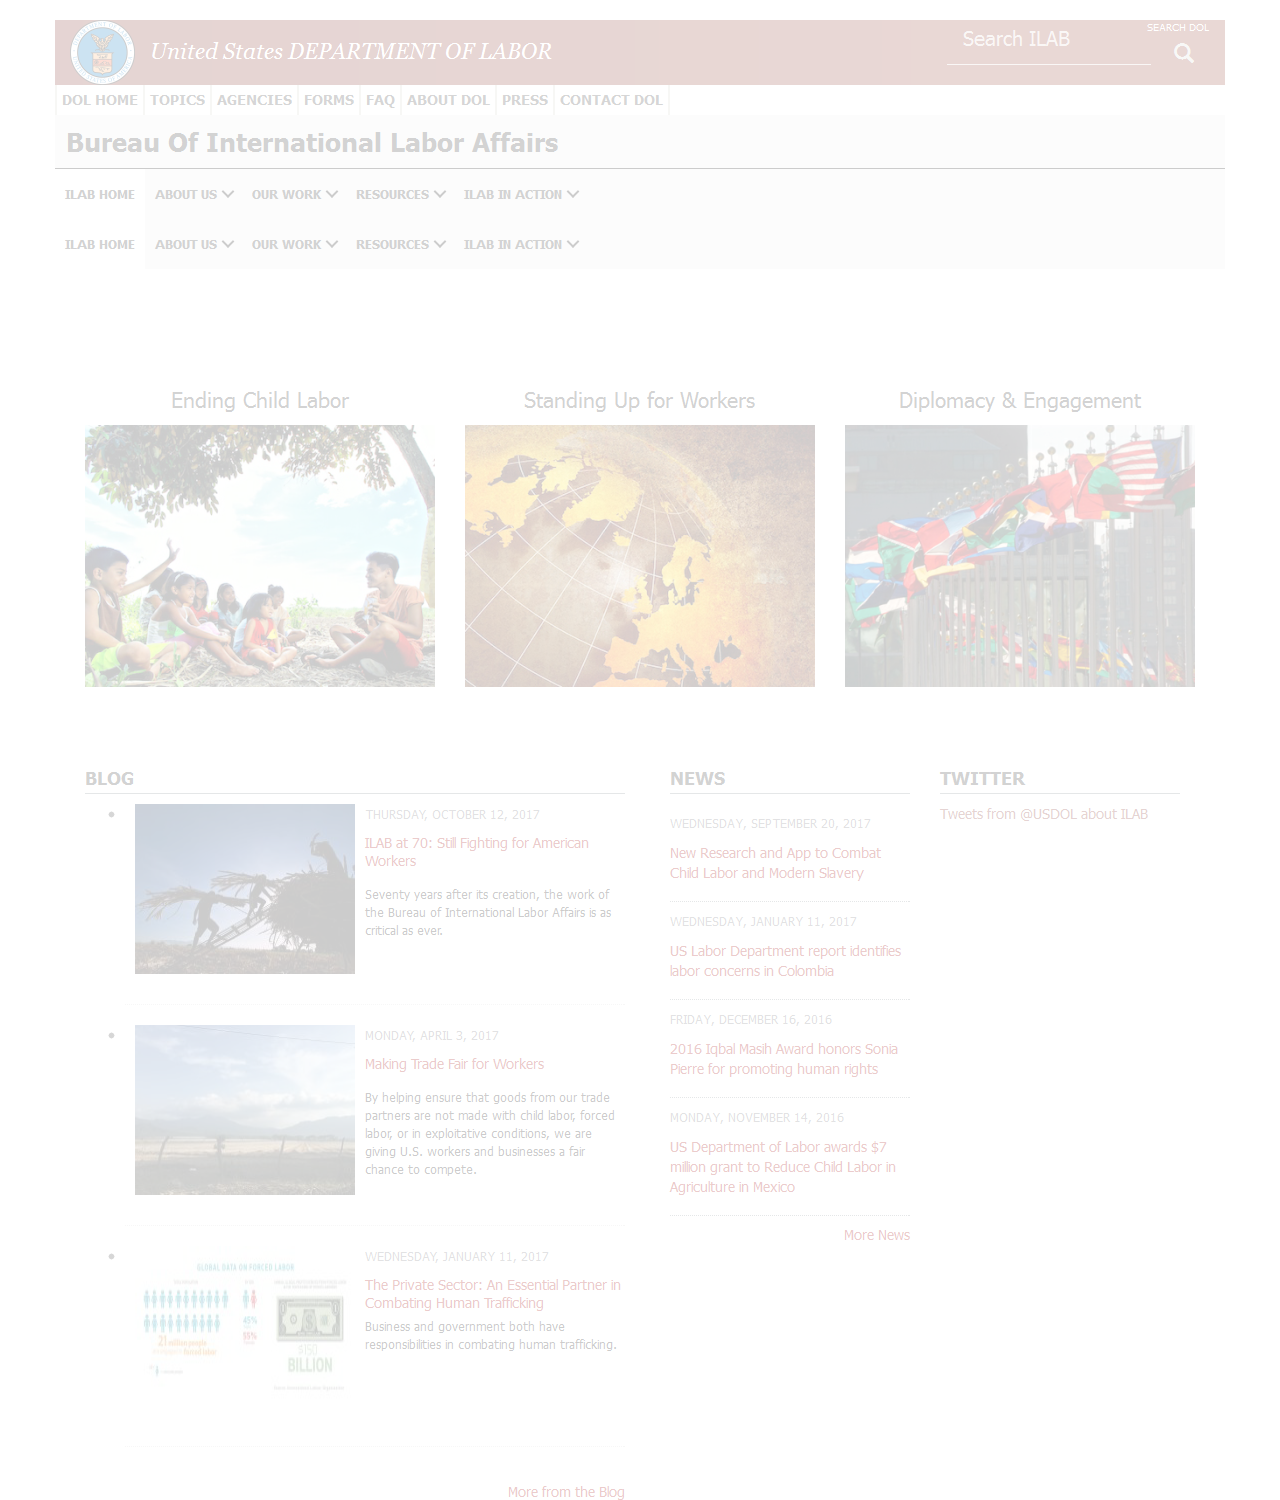 United States DEPARTMENT OF LABOR
Search ILAB
SEARCH DOL
DOL HOME TOPICS AGENCIES FORMS FAQ ABOUT DOL PRESS CONTACT DOL
Bureau Of International Labor Affairs
ILAB HOME ABOUT US OUR WORK RESOURCES ILAB IN ACTION
ILAB HOME ABOUT US OUR WORK RESOURCES ILAB IN ACTION
Ending Child Labor
Standing Up for Workers
Diplomacy & Engagement
BLOG
THURSDAY, OCTOBER 12, 2017
ILAB at 70: Still Fighting for American
Workers
Seventy years after its creation, the work of
the Bureau of International Labor Affairs is as
critical as ever.
MONDAY, APRIL 3, 2017
Making Trade Fair for Workers
By helping ensure that goods from our trade
partners are not made with child labor, forced
labor, or in exploitative conditions, we are
giving U.S. workers and businesses a fair
chance to compete.
GLOBAL DATA ON FORCED LABOR
21 million people
45%
55%
$150
BILLION
WEDNESDAY, JANUARY 11, 2017
The Private Sector: An Essential Partner in
Combating Human Trafficking
Business and government both have
responsibilities in combating human trafficking.
More from the Blog
NEWS
WEDNESDAY, SEPTEMBER 20, 2017
New Research and App to Combat
Child Labor and Modern Slavery
WEDNESDAY, JANUARY 11, 2017
US Labor Department report identifies
labor concerns in Colombia
FRIDAY, DECEMBER 16, 2016
2016 Iqbal Masih Award honors Sonia
Pierre for promoting human rights
MONDAY, NOVEMBER 14, 2016
US Department of Labor awards $7
million grant to Reduce Child Labor in
Agriculture in Mexico
More News
TWITTER
Tweets from @USDOL about ILAB